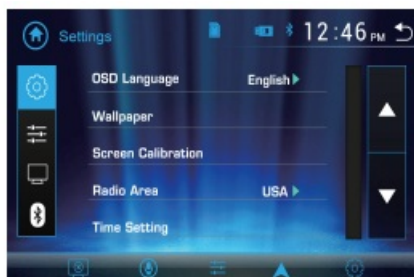 Settings
12:46 PM
OSD Language English
Wallpaper
Screen Calibration
Radio Area USA
Time Setting